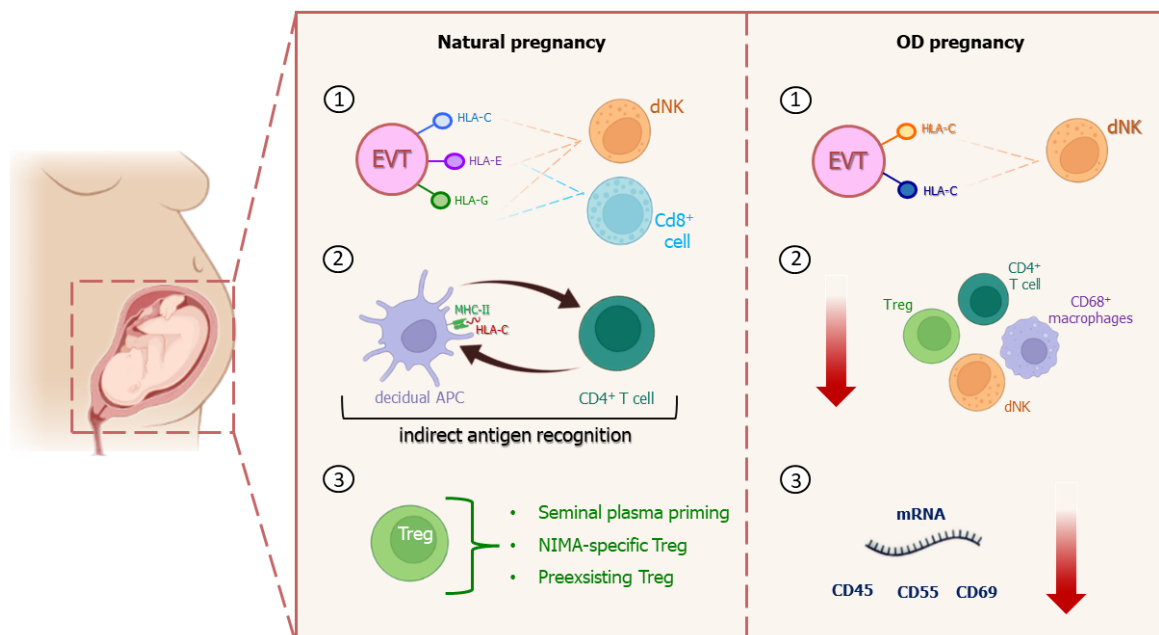 Natural pregnancy
1
EVT
HLA-C
HLA-E
HLA-G
dNK
Cd8⁺
cell
2
MHC-II
HLA-C
decidual APC
CD4⁺ T cell
indirect antigen recognition
3
Treg
• Seminal plasma priming
• NIMA-specific Treg
• Preexsisting Treg
OD pregnancy
1
EVT
HLA-C
HLA-C
dNK
2
Treg
CD4⁺
T cell
CD68⁺
macrophages
dNK
3
mRNA
CD45 CD55 CD69